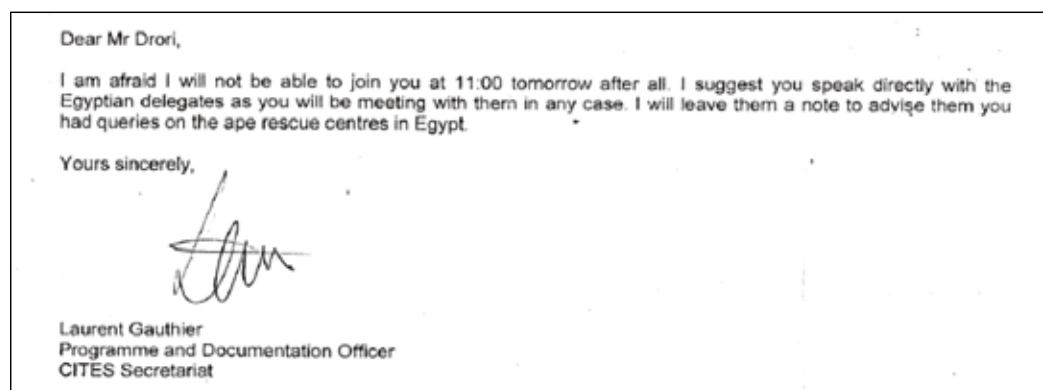 Dear Mr Drori,
I am afraid I will not be able to join you at 11:00 tomorrow after all. I suggest you speak directly with the
Egyptian delegates as you will be meeting with them in any case. I will leave them a note to advise them you
had queries on the ape rescue centres in Egypt.
Yours sincerely,
Laurent Gauthier
Programme and Documentation Officer
CITES Secretariat